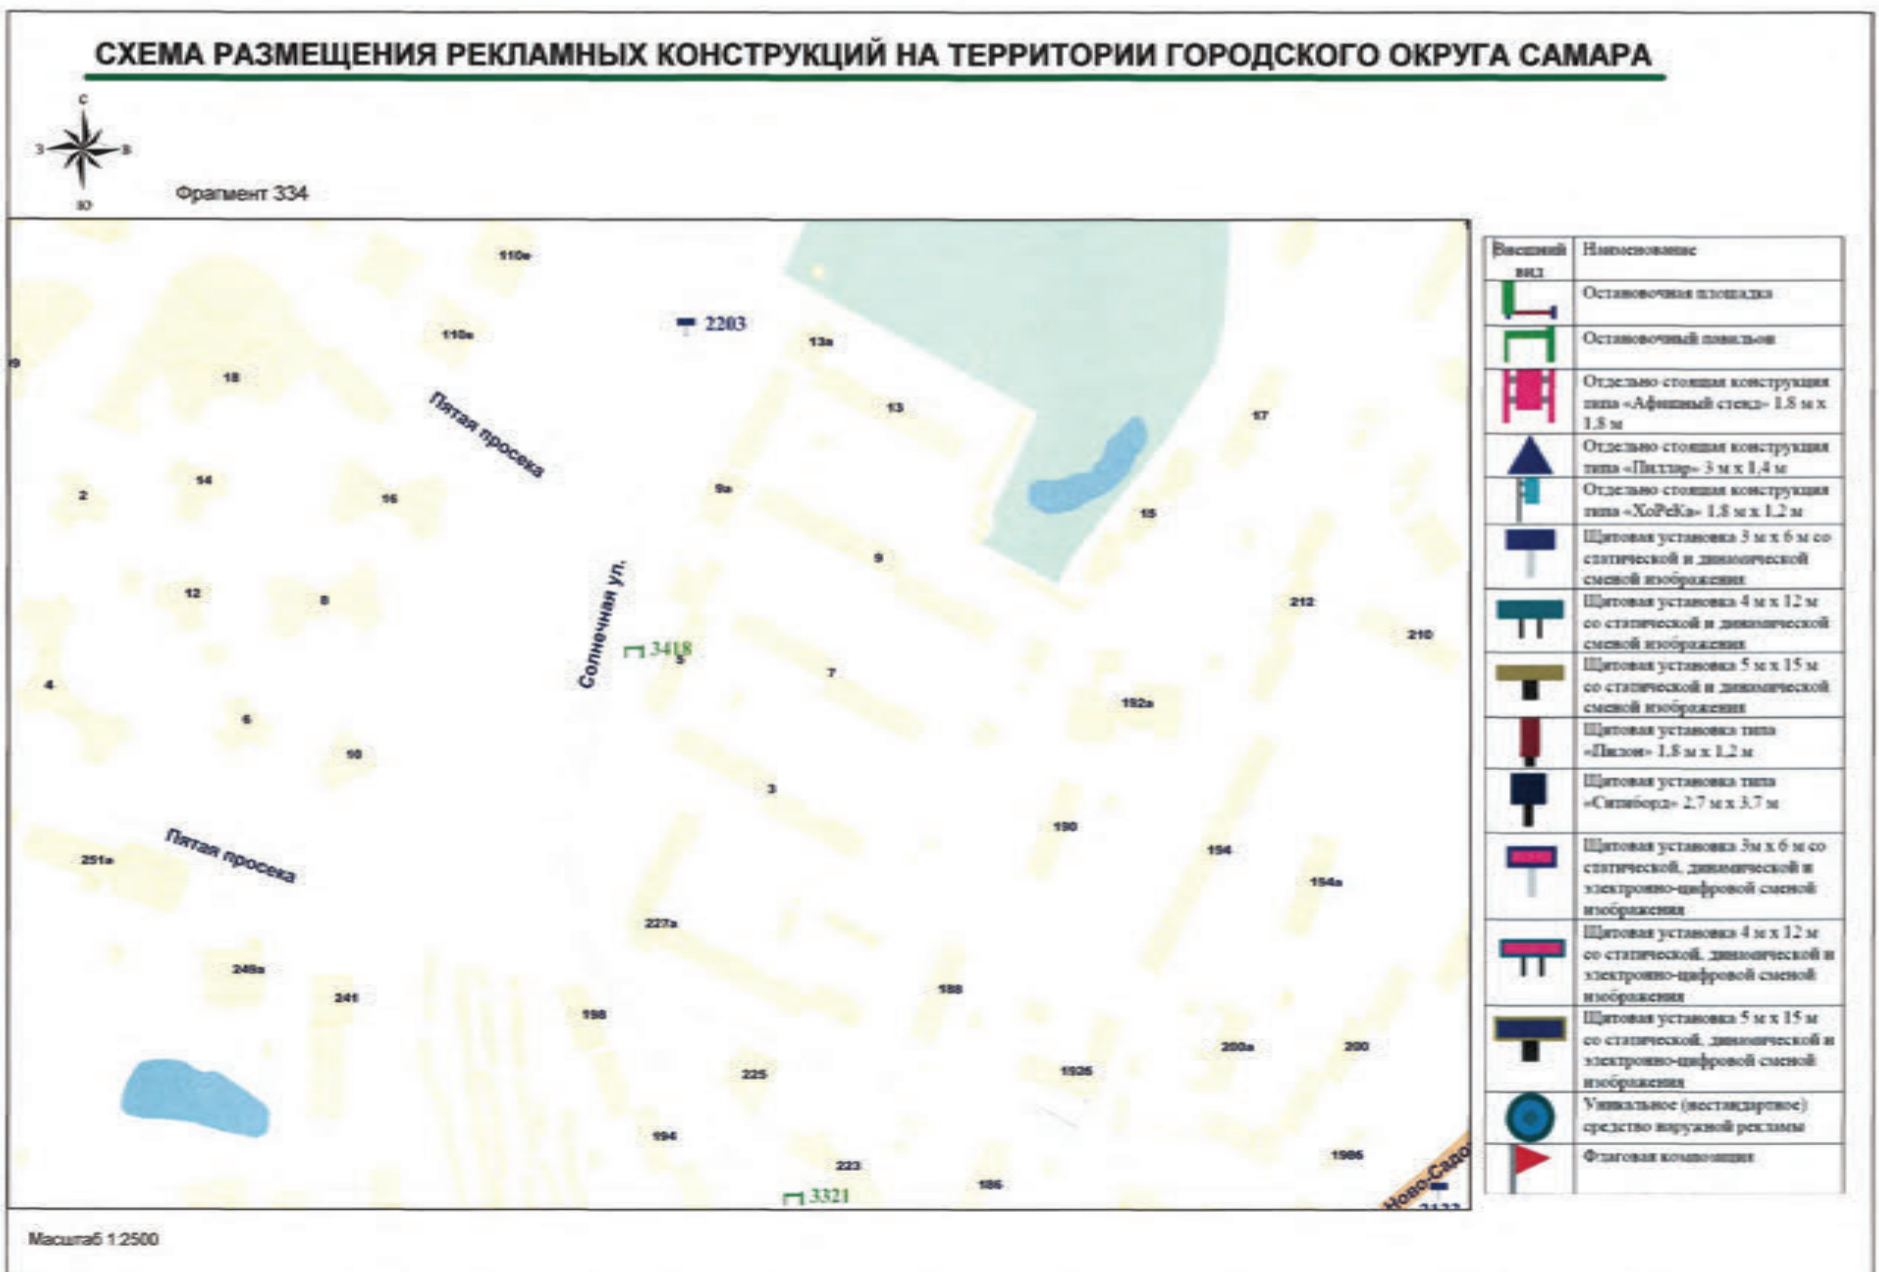 СХЕМА РАЗМЕЩЕНИЯ РЕКЛАМНЫХ КОНСТРУКЦИЙ НА ТЕРРИТОРИИ ГОРОДСКОГО ОКРУГА САМАРА
С
З
В
Ю
Фрагмент 334
110е
2203
110в
13а
18
13
17
Пятая просека
14
2
16
9а
15
9
12
8
Солнечная ул.
212
210
3418
5
7
4
192а
6
10
3
190
194
251а
Пятая просека
194а
227а
249а
188
241
198
200а
200
225
192б
194
198б
223
186
3321
Ново-Садо
Масштаб 1:2500
Внешний вид
Наименование
Остановочная площадка
Остановочный павильон
Отдельно стоящая конструкция
типа «Афишный стенд» 1.8 м х
1.8 м
Отдельно стоящая конструкция
типа «Пиллар» 3 м х 1,4 м
Отдельно стоящая конструкция
типа «ХоРеКа» 1,8 м х 1,2 м
Щитовая установка 3 м х 6 м со
статической и динамической
сменой изображения
Щитовая установка 4 м х 12 м
со статической и динамической
сменой изображения
Щитовая установка 5 м х 15 м
со статической и динамической
сменой изображения
Щитовая установка типа
«Пилон» 1,8 м х 1,2 м
Щитовая установка типа
«Ситиборд» 2,7 м х 3,7 м
Щитовая установка 3м х 6 м со
статической, динамической и
электронно-цифровой сменой
изображения
Щитовая установка 4 м х 12 м
со статической, динамической и
электронно-цифровой сменой
изображения
Щитовая установка 5 м х 15 м
со статической, динамической и
электронно-цифровой сменой
изображения
Уникальное (нестандартное)
средство наружной рекламы
Флаговая композиция